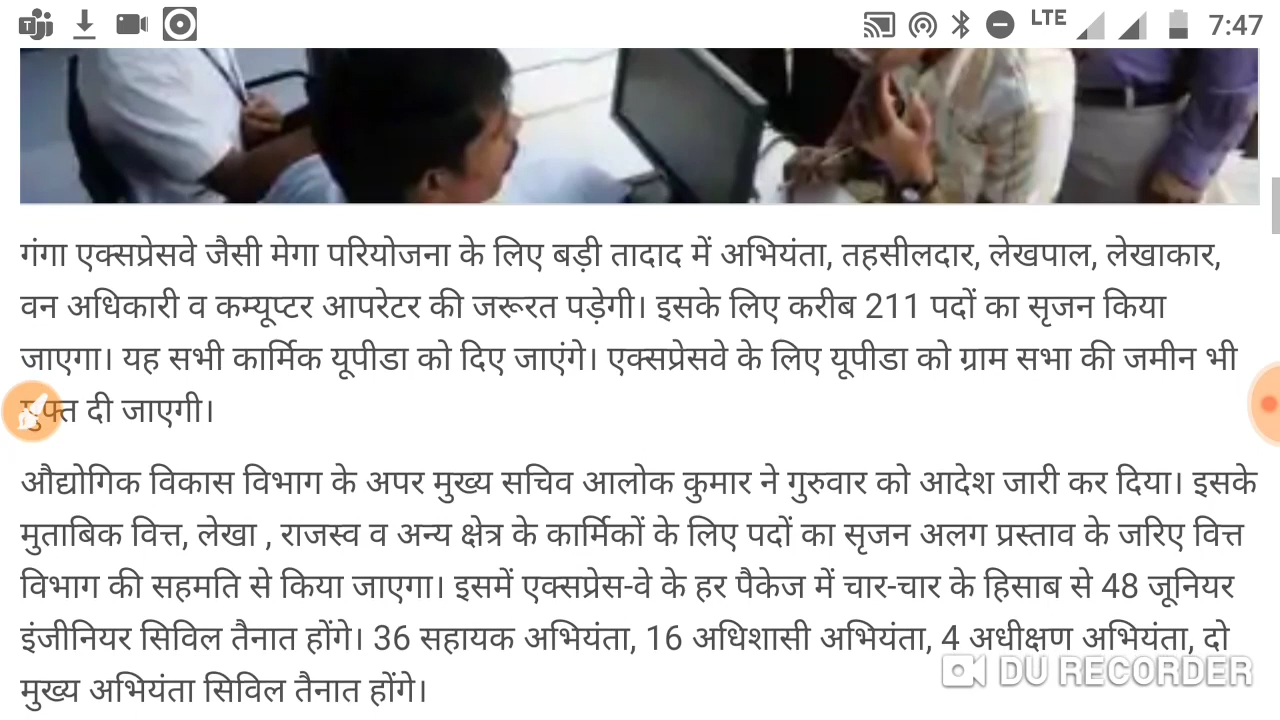 LTE 7:47
गंगा एक्सप्रेसवे जैसी मेगा परियोजना के लिए बड़ी तादाद में अभियंता, तहसीलदार, लेखपाल, लेखाकार,
वन अधिकारी व कम्यूप्टर आपरेटर की जरूरत पड़ेगी। इसके लिए करीब 211 पदों का सृजन किया
जाएगा। यह सभी कार्मिक यूपीडा को दिए जाएंगे। एक्सप्रेसवे के लिए यूपीडा को ग्राम सभा की जमीन भी
मुफ्त दी जाएगी।
औद्योगिक विकास विभाग के अपर मुख्य सचिव आलोक कुमार ने गुरुवार को आदेश जारी कर दिया। इसके
मुताबिक वित्त, लेखा , राजस्व व अन्य क्षेत्र के कार्मिकों के लिए पदों का सृजन अलग प्रस्ताव के जरिए वित्त
विभाग की सहमति से किया जाएगा। इसमें एक्सप्रेस-वे के हर पैकेज में चार-चार के हिसाब से 48 जूनियर
इंजीनियर सिविल तैनात होंगे। 36 सहायक अभियंता, 16 अधिशासी अभियंता, 4 अधीक्षण अभियंता, दो
मुख्य अभियंता सिविल तैनात होंगे।
DU RECORDER